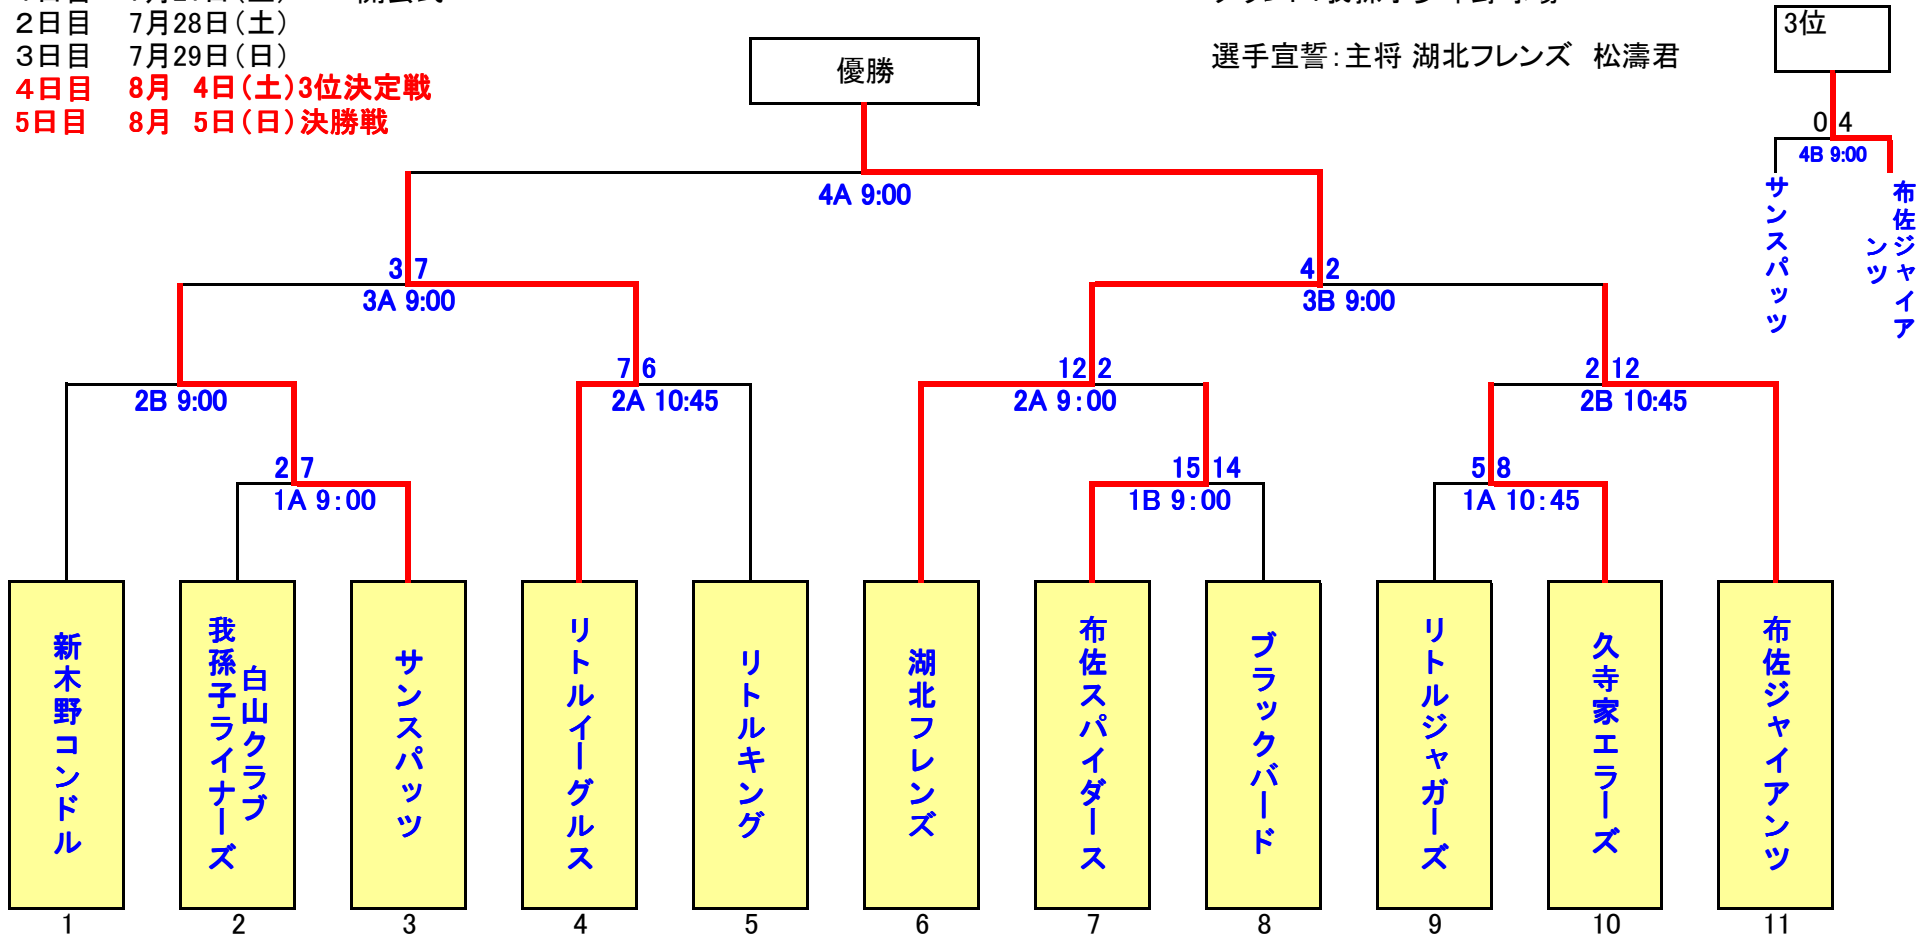 2日目 7月28日(土)
3日目 7月29日(日)
4日目 8月 4日(土)3位決定戦
5日目 8月 5日(日)決勝戦
優勝
選手宣誓:主将 湖北フレンズ 松濤君
3位
0 4
4B 9:00
サンスパッツ
布佐ジャイアンツ
4A 9:00
3 7
3A 9:00
4 2
3B 9:00
2B 9:00
7 6
2A 10:45
12 2
2A 9:00
2 12
2B 10:45
2 7
1A 9:00
15 14
1B 9:00
5 8
1A 10:45
新木野コンドル
我孫子ライナーズ
白山クラブ
サンスパッツ
リトルイーグルス
リトルキング
湖北フレンズ
布佐スパイダース
ブラックバード
リトルジャガーズ
久寺家エラーズ
布佐ジャイアンツ
1 2 3 4 5 6 7 8 9 10 11